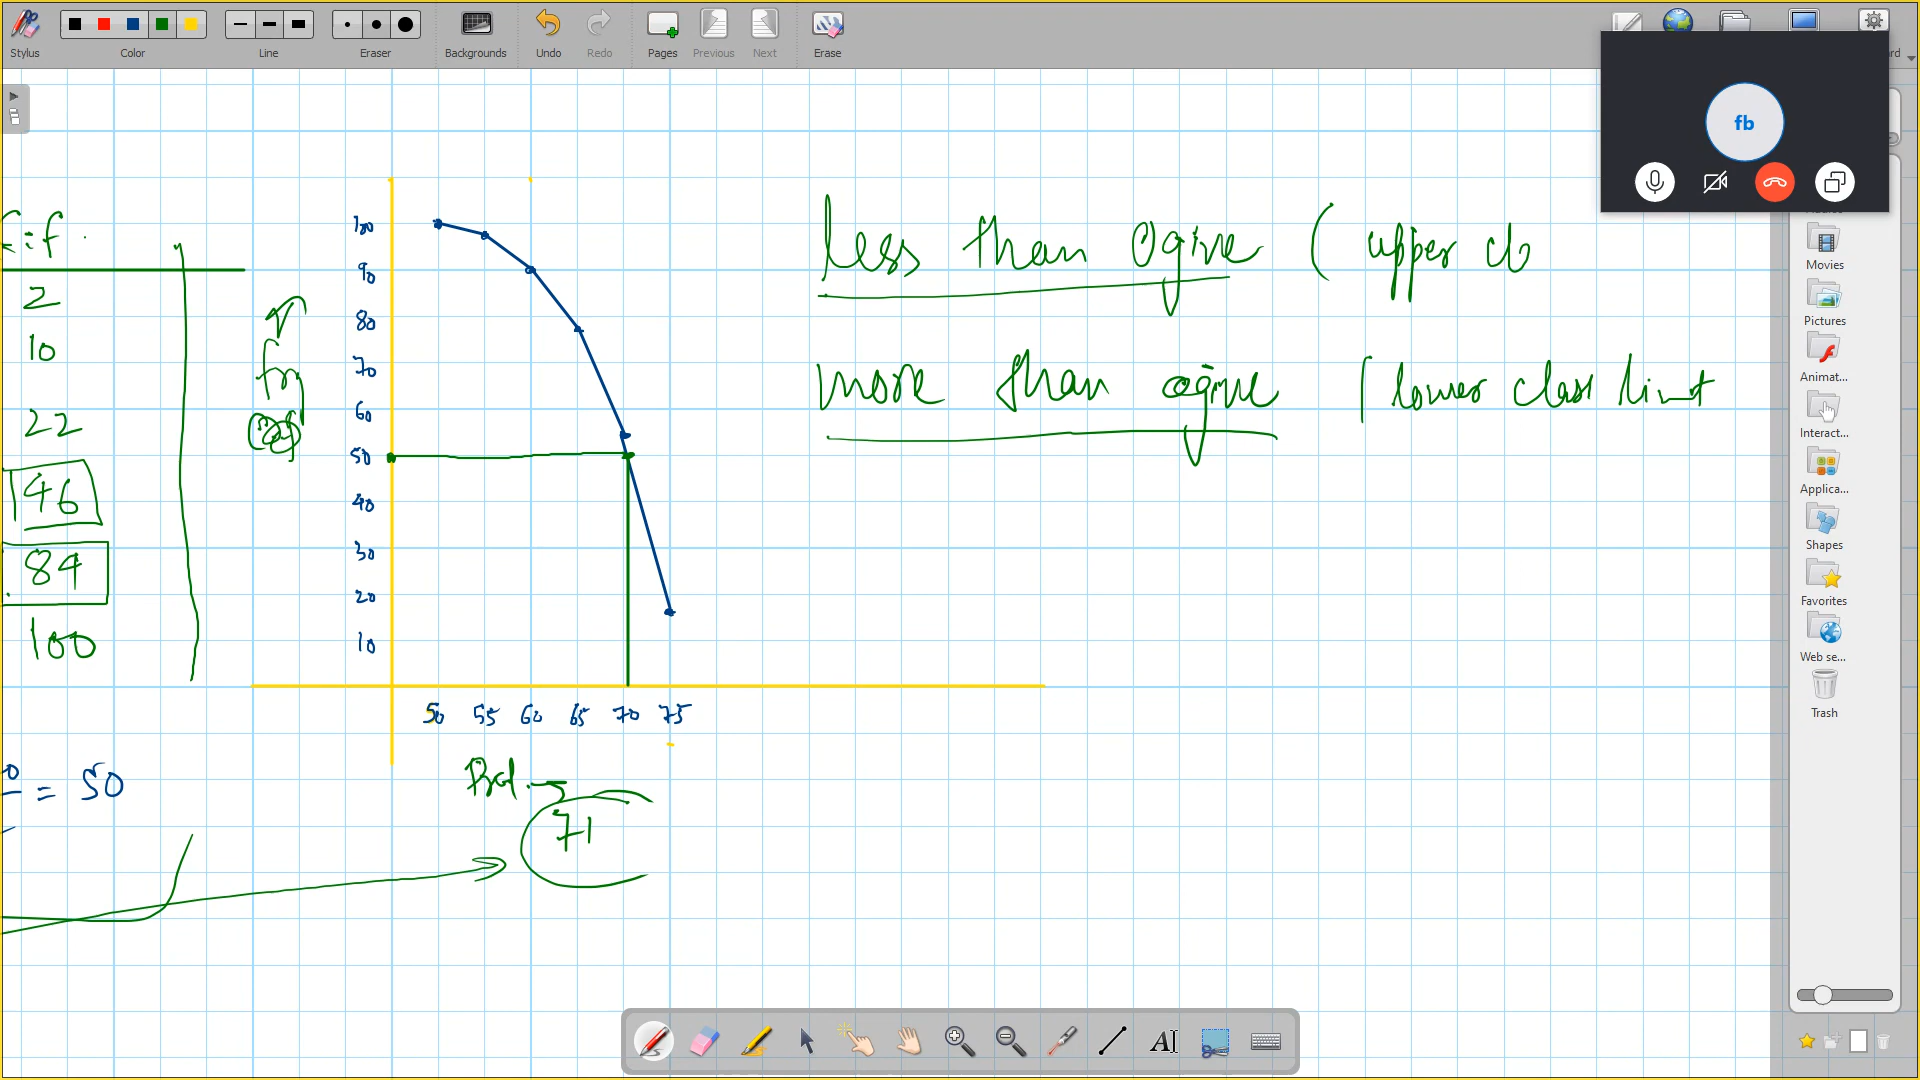 Stylus Color Line Eraser Backgrounds Undo Redo Pages Previous Next Erase
fb
less than Ogive ( upper cl
more than ogive ( lower class limit
c.f
2
10
22
46
84
100
= 50
100
90
80
70
60
50
40
30
20
10
50 55 60 65 70 75
71
Movies
Pictures
Animat...
Interact...
Applica...
Shapes
Favorites
Web se...
Trash
AI